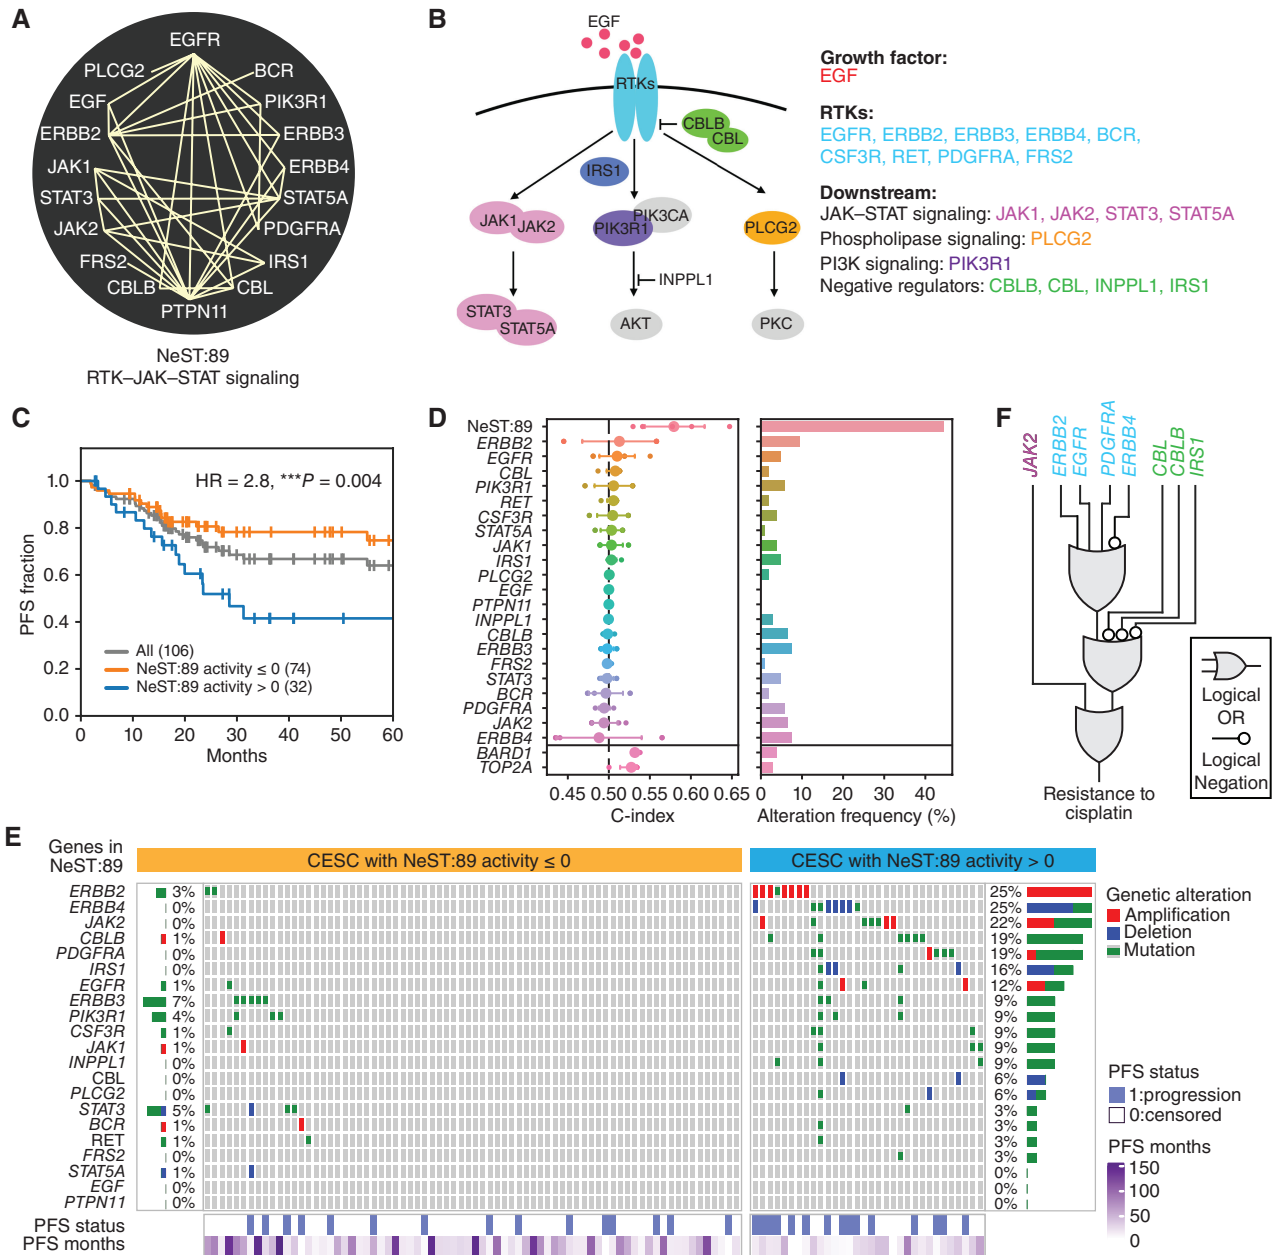 A
EGFR
PLCG2
BCR
EGF
PIK3R1
ERBB2
ERBB3
JAK1
ERBB4
STAT3
STAT5A
JAK2
PDGFRA
FRS2
IRS1
CBLB
CBL
PTPN11
NeST:89
RTK–JAK–STAT signaling
B
EGF
RTKs
CBLB
CBL
IRS1
JAK1
JAK2
PIK3CA
PIK3R1
PLCG2
INPPL1
STAT3
STAT5A
AKT
PKC
Growth factor:
EGF
RTKs:
EGFR, ERBB2, ERBB3, ERBB4, BCR,
CSF3R, RET, PDGFRA, FRS2
Downstream:
JAK–STAT signaling: JAK1, JAK2, STAT3, STAT5A
Phospholipase signaling: PLCG2
PI3K signaling: PIK3R1
Negative regulators: CBLB, CBL, INPPL1, IRS1
C
HR = 2.8, ***P = 0.004
PFS fraction
1.0
0.8
0.6
0.4
0.2
0.0
All (106)
NeST:89 activity ≤ 0 (74)
NeST:89 activity > 0 (32)
0 10 20 30 40 50 60
Months
D
NeST:89
ERBB2
EGFR
CBL
PIK3R1
RET
CSF3R
STAT5A
JAK1
IRS1
PLCG2
EGF
PTPN11
INPPL1
CBLB
ERBB3
FRS2
STAT3
BCR
PDGFRA
JAK2
ERBB4
BARD1
TOP2A
0.45 0.50 0.55 0.60 0.65
C-index
0 10 20 30 40
Alteration frequency (%)
F
JAK2
ERBB2
EGFR
PDGFRA
ERBB4
CBL
CBLB
IRS1
Resistance to
cisplatin
Logical
OR
Logical
Negation
E
Genes in
NeST:89
CESC with NeST:89 activity ≤ 0
CESC with NeST:89 activity > 0
ERBB2 3% 25%
ERBB4 0% 25%
JAK2 0% 22%
CBLB 1% 19%
PDGFRA 0% 19%
IRS1 0% 16%
EGFR 1% 12%
ERBB3 7% 9%
PIK3R1 4% 9%
CSF3R 1% 9%
JAK1 1% 9%
INPPL1 0% 9%
CBL 0% 6%
PLCG2 0% 6%
STAT3 5% 3%
BCR 1% 3%
RET 1% 3%
FRS2 0% 3%
STAT5A 1% 0%
EGF 0% 0%
PTPN11 0% 0%
PFS status
PFS months
Genetic alteration
Amplification
Deletion
Mutation
PFS status
1:progression
0:censored
PFS months
150
100
50
0